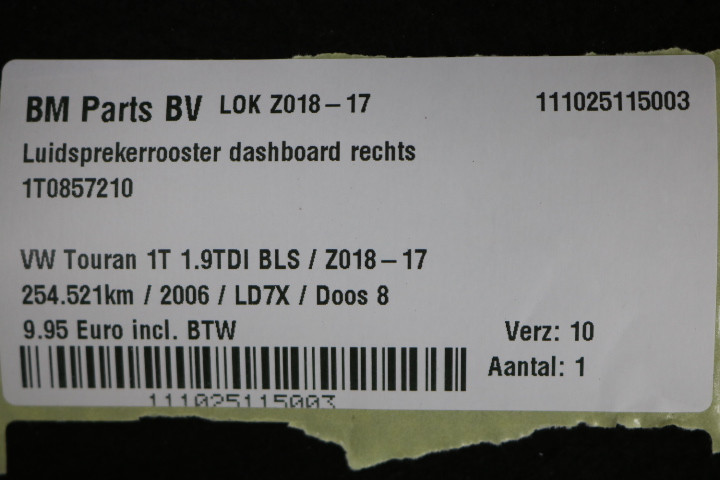 BM Parts BV LOK Z018-17 111025115003
Luidsprekerrooster dashboard rechts
1T0857210
VW Touran 1T 1.9TDI BLS / Z018-17
254.521km / 2006 / LD7X / Doos 8
9.95 Euro incl. BTW Verz: 10
Aantal: 1
111025115003